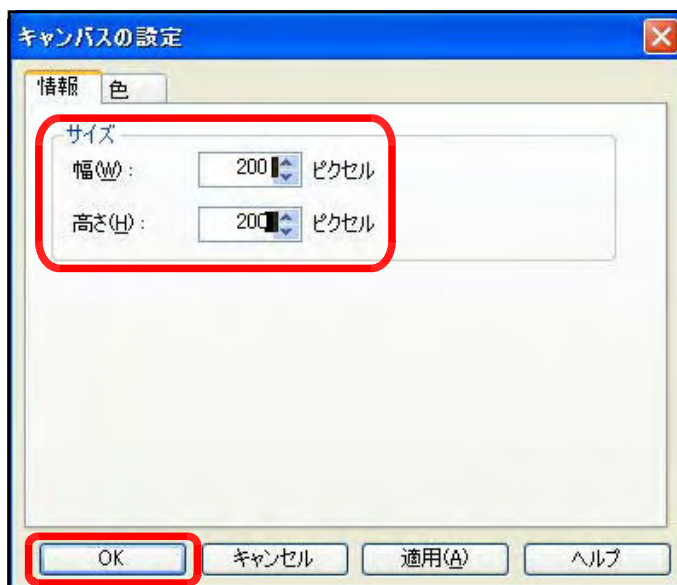 キャンバスの設定
情報 色
サイズ
幅(W): 200 ピクセル
高さ(H): 200 ピクセル
OK キャンセル 適用(A) ヘルプ